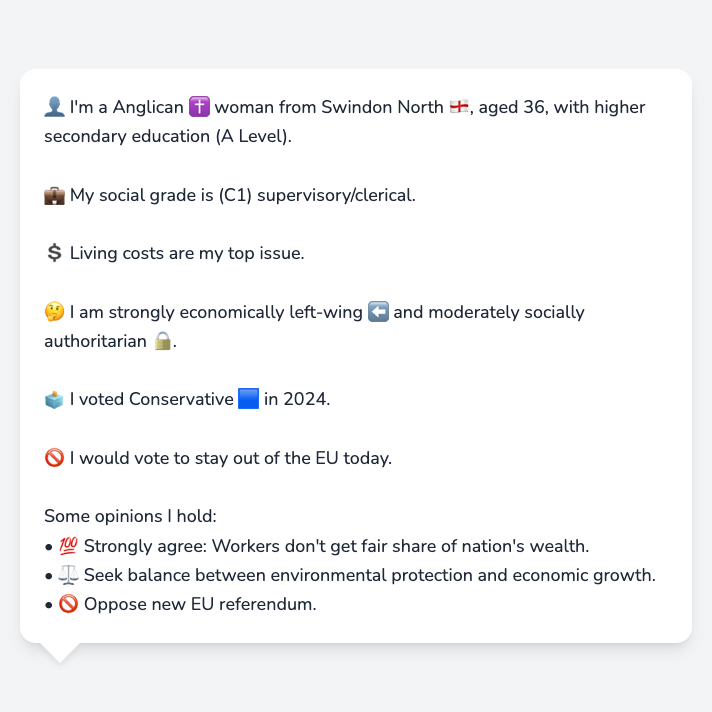 👤 I'm a Anglican ✝️ woman from Swindon North 🏴󠁧󠁢󠁥󠁮󠁧󠁿, aged 36, with higher
secondary education (A Level).
💼 My social grade is (C1) supervisory/clerical.
💲 Living costs are my top issue.
🤔 I am strongly economically left-wing ⬅️ and moderately socially
authoritarian 🔒.
🗳️ I voted Conservative 🟦 in 2024.
🚫 I would vote to stay out of the EU today.
Some opinions I hold:
• 💯 Strongly agree: Workers don't get fair share of nation's wealth.
• ⚖️ Seek balance between environmental protection and economic growth.
• 🚫 Oppose new EU referendum.